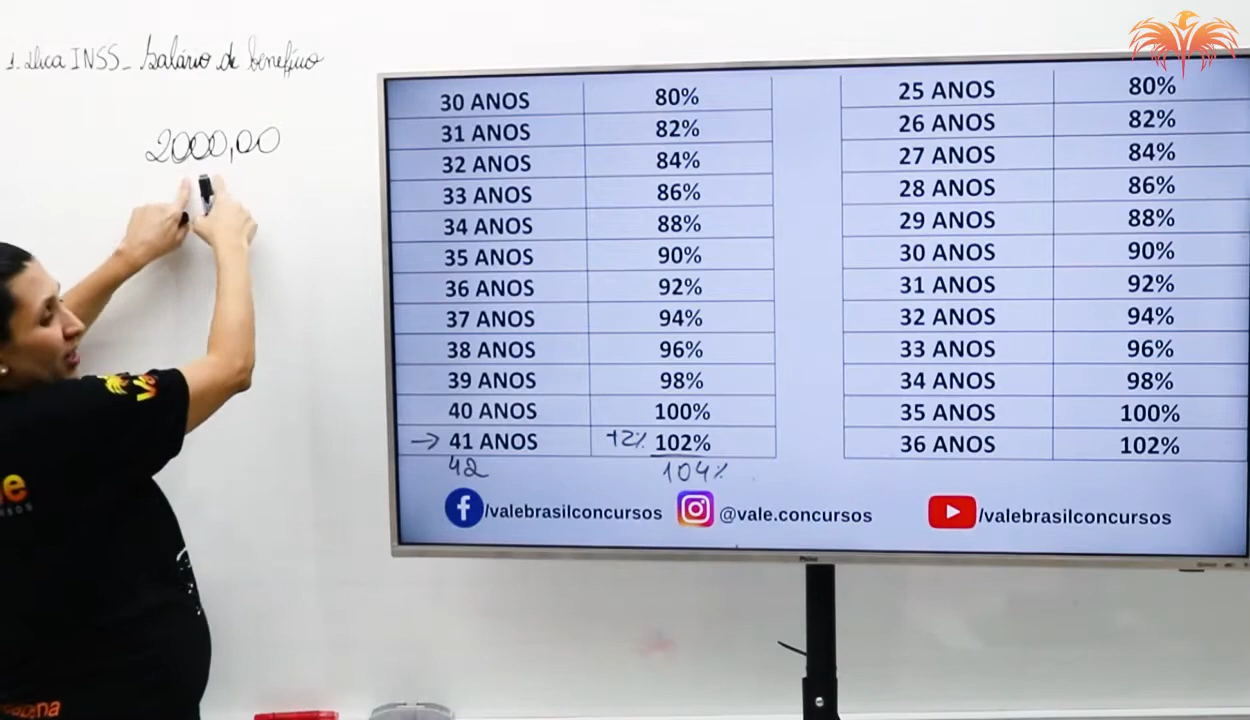 1. Dica INSS - Salário de benefício
2000,00
30 ANOS 80%
31 ANOS 82%
32 ANOS 84%
33 ANOS 86%
34 ANOS 88%
35 ANOS 90%
36 ANOS 92%
37 ANOS 94%
38 ANOS 96%
39 ANOS 98%
40 ANOS 100%
→ 41 ANOS +2% 102%
42 104%
25 ANOS 80%
26 ANOS 82%
27 ANOS 84%
28 ANOS 86%
29 ANOS 88%
30 ANOS 90%
31 ANOS 92%
32 ANOS 94%
33 ANOS 96%
34 ANOS 98%
35 ANOS 100%
36 ANOS 102%
/valebrasilconcursos @vale.concursos /valebrasilconcursos